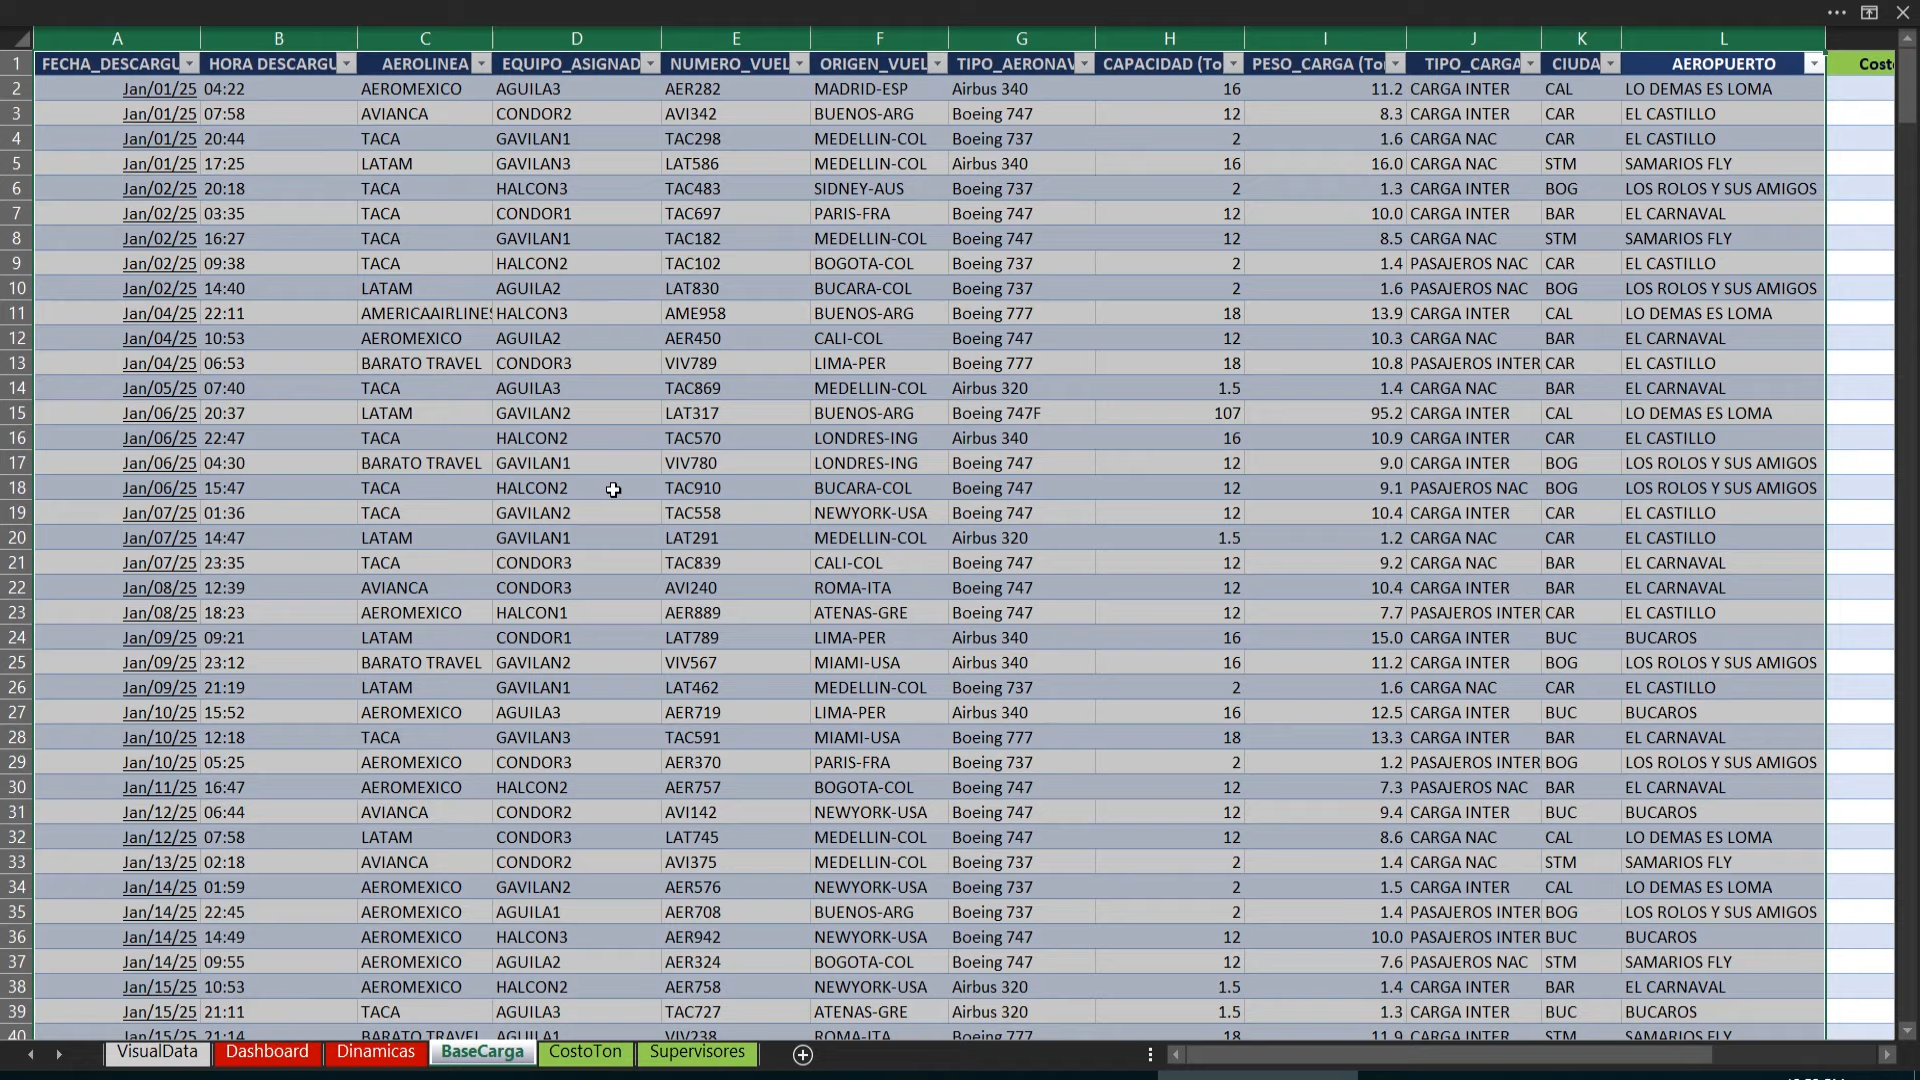 A B C D E F G H I J K L
1 FECHA_DESCARGU HORA DESCARGU AEROLINEA EQUIPO_ASIGNAD NUMERO_VUEL ORIGEN_VUEL TIPO_AERONAV CAPACIDAD (To PESO_CARGA (To TIPO_CARGA CIUDA AEROPUERTO Cost
2 Jan/01/25 04:22 AEROMEXICO AGUILA3 AER282 MADRID-ESP Airbus 340 16 11.2 CARGA INTER CAL LO DEMAS ES LOMA
3 Jan/01/25 07:58 AVIANCA CONDOR2 AVI342 BUENOS-ARG Boeing 747 12 8.3 CARGA INTER CAR EL CASTILLO
4 Jan/01/25 20:44 TACA GAVILAN1 TAC298 MEDELLIN-COL Boeing 737 2 1.6 CARGA NAC CAR EL CASTILLO
5 Jan/01/25 17:25 LATAM GAVILAN3 LAT586 MEDELLIN-COL Airbus 340 16 16.0 CARGA NAC STM SAMARIOS FLY
6 Jan/02/25 20:18 TACA HALCON3 TAC483 SIDNEY-AUS Boeing 737 2 1.3 CARGA INTER BOG LOS ROLOS Y SUS AMIGOS
7 Jan/02/25 03:35 TACA CONDOR1 TAC697 PARIS-FRA Boeing 747 12 10.0 CARGA INTER BAR EL CARNAVAL
8 Jan/02/25 16:27 TACA GAVILAN1 TAC182 MEDELLIN-COL Boeing 747 12 8.5 CARGA NAC STM SAMARIOS FLY
9 Jan/02/25 09:38 TACA HALCON2 TAC102 BOGOTA-COL Boeing 737 2 1.4 PASAJEROS NAC CAR EL CASTILLO
10 Jan/02/25 14:40 LATAM AGUILA2 LAT830 BUCARA-COL Boeing 737 2 1.6 PASAJEROS NAC BOG LOS ROLOS Y SUS AMIGOS
11 Jan/04/25 22:11 AMERICAAIRLINES HALCON3 AME958 BUENOS-ARG Boeing 777 18 13.9 CARGA INTER CAL LO DEMAS ES LOMA
12 Jan/04/25 10:53 AEROMEXICO AGUILA2 AER450 CALI-COL Boeing 747 12 10.3 CARGA NAC BAR EL CARNAVAL
13 Jan/04/25 06:53 BARATO TRAVEL CONDOR3 VIV789 LIMA-PER Boeing 777 18 10.8 PASAJEROS INTER CAR EL CASTILLO
14 Jan/05/25 07:40 TACA AGUILA3 TAC869 MEDELLIN-COL Airbus 320 1.5 1.4 CARGA NAC BAR EL CARNAVAL
15 Jan/06/25 20:37 LATAM GAVILAN2 LAT317 BUENOS-ARG Boeing 747F 107 95.2 CARGA INTER CAL LO DEMAS ES LOMA
16 Jan/06/25 22:47 TACA HALCON2 TAC570 LONDRES-ING Airbus 340 16 10.9 CARGA INTER CAR EL CASTILLO
17 Jan/06/25 04:30 BARATO TRAVEL GAVILAN1 VIV780 LONDRES-ING Boeing 747 12 9.0 CARGA INTER BOG LOS ROLOS Y SUS AMIGOS
18 Jan/06/25 15:47 TACA HALCON2 TAC910 BUCARA-COL Boeing 747 12 9.1 PASAJEROS NAC BOG LOS ROLOS Y SUS AMIGOS
19 Jan/07/25 01:36 TACA GAVILAN2 TAC558 NEWYORK-USA Boeing 747 12 10.4 CARGA INTER CAR EL CASTILLO
20 Jan/07/25 14:47 LATAM GAVILAN1 LAT291 MEDELLIN-COL Airbus 320 1.5 1.2 CARGA NAC CAR EL CASTILLO
21 Jan/07/25 23:35 TACA CONDOR3 TAC839 CALI-COL Boeing 747 12 9.2 CARGA NAC BAR EL CARNAVAL
22 Jan/08/25 12:39 AVIANCA CONDOR3 AVI240 ROMA-ITA Boeing 747 12 10.4 CARGA INTER BAR EL CARNAVAL
23 Jan/08/25 18:23 AEROMEXICO HALCON1 AER889 ATENAS-GRE Boeing 747 12 7.7 PASAJEROS INTER CAR EL CASTILLO
24 Jan/09/25 09:21 LATAM CONDOR1 LAT789 LIMA-PER Airbus 340 16 15.0 CARGA INTER BUC BUCAROS
25 Jan/09/25 23:12 BARATO TRAVEL GAVILAN2 VIV567 MIAMI-USA Airbus 340 16 11.2 CARGA INTER BOG LOS ROLOS Y SUS AMIGOS
26 Jan/09/25 21:19 LATAM GAVILAN1 LAT462 MEDELLIN-COL Boeing 737 2 1.6 CARGA NAC CAR EL CASTILLO
27 Jan/10/25 15:52 AEROMEXICO AGUILA3 AER719 LIMA-PER Airbus 340 16 12.5 CARGA INTER BUC BUCAROS
28 Jan/10/25 12:18 TACA GAVILAN3 TAC591 MIAMI-USA Boeing 777 18 13.3 CARGA INTER BAR EL CARNAVAL
29 Jan/10/25 05:25 AEROMEXICO CONDOR3 AER370 PARIS-FRA Boeing 737 2 1.2 PASAJEROS INTER BOG LOS ROLOS Y SUS AMIGOS
30 Jan/11/25 16:47 AEROMEXICO HALCON2 AER757 BOGOTA-COL Boeing 747 12 7.3 PASAJEROS NAC BAR EL CARNAVAL
31 Jan/12/25 06:44 AVIANCA CONDOR2 AVI142 NEWYORK-USA Boeing 747 12 9.4 CARGA INTER BUC BUCAROS
32 Jan/12/25 07:58 LATAM CONDOR3 LAT745 MEDELLIN-COL Boeing 747 12 8.6 CARGA NAC CAL LO DEMAS ES LOMA
33 Jan/13/25 02:18 AVIANCA CONDOR2 AVI375 MEDELLIN-COL Boeing 737 2 1.4 CARGA NAC STM SAMARIOS FLY
34 Jan/14/25 01:59 AEROMEXICO GAVILAN2 AER576 NEWYORK-USA Boeing 737 2 1.5 CARGA INTER CAL LO DEMAS ES LOMA
35 Jan/14/25 22:45 AEROMEXICO AGUILA1 AER708 BUENOS-ARG Boeing 737 2 1.4 PASAJEROS INTER BOG LOS ROLOS Y SUS AMIGOS
36 Jan/14/25 14:49 AEROMEXICO HALCON3 AER942 NEWYORK-USA Boeing 747 12 10.0 PASAJEROS INTER BUC BUCAROS
37 Jan/14/25 09:55 AEROMEXICO AGUILA2 AER324 BOGOTA-COL Boeing 747 12 7.6 PASAJEROS NAC STM SAMARIOS FLY
38 Jan/15/25 10:53 AEROMEXICO HALCON2 AER758 MEDELLIN-COL Airbus 320 1.5 1.4 CARGA NAC BAR EL CARNAVAL
39 Jan/15/25 21:11 TACA AGUILA3 TAC727 ATENAS-GRE Airbus 320 1.5 1.3 CARGA INTER BUC BUCAROS
40 Jan/15/25 21:14 BARATO TRAVEL AGUILA1 VIV238 ROMA-ITA Boeing 777 18 11.9 CARGA INTER STM SAMARIOS FLY
VisualData Dashboard Dinamicas BaseCarga CostoTon Supervisores